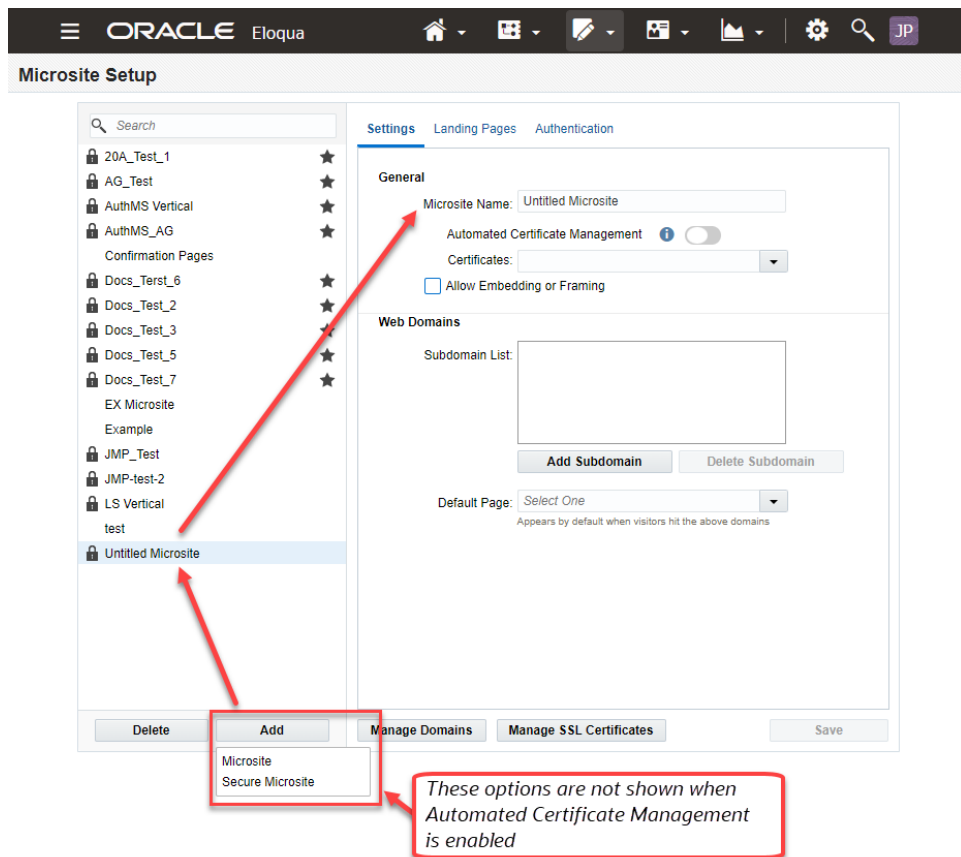 ORACLE Eloqua
JP
Microsite Setup
Search
20A_Test_1
AG_Test
AuthMS Vertical
AuthMS_AG
Confirmation Pages
Docs_Terst_6
Docs_Test_2
Docs_Test_3
Docs_Test_5
Docs_Test_7
EX Microsite
Example
JMP_Test
JMP-test-2
LS Vertical
test
Untitled Microsite
Delete
Add
Microsite
Secure Microsite
Settings Landing Pages Authentication
General
Microsite Name: Untitled Microsite
Automated Certificate Management
Certificates:
Allow Embedding or Framing
Web Domains
Subdomain List:
Add Subdomain Delete Subdomain
Default Page: Select One
Appears by default when visitors hit the above domains
Manage Domains Manage SSL Certificates Save
These options are not shown when
Automated Certificate Management
is enabled